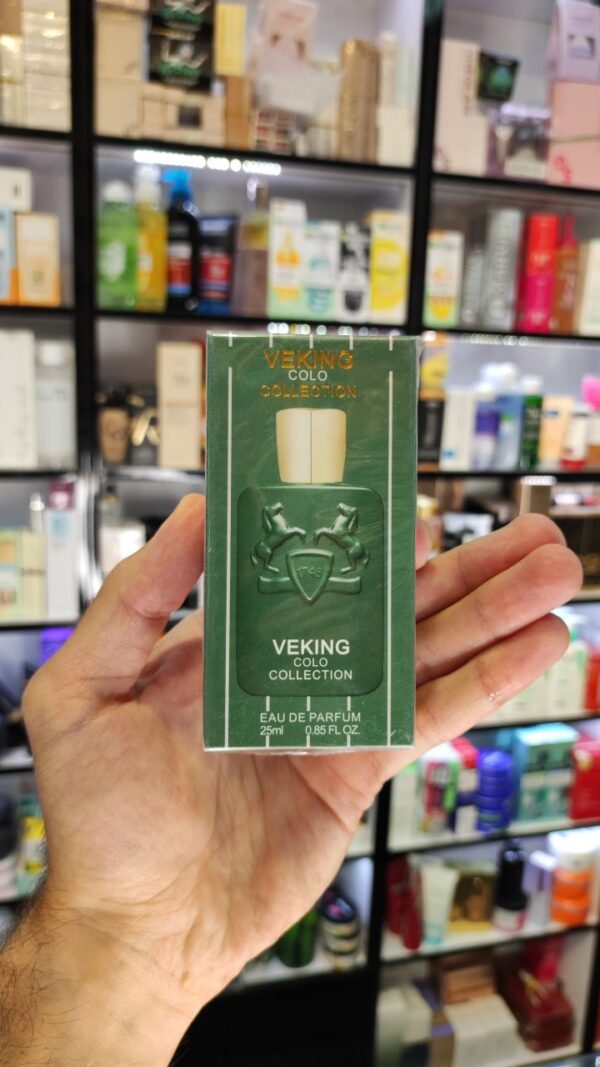 VEKING
COLO
COLLECTION
1743
VEKING
COLO
COLLECTION
EAU DE PARFUM
25ml 0.85 FL OZ.